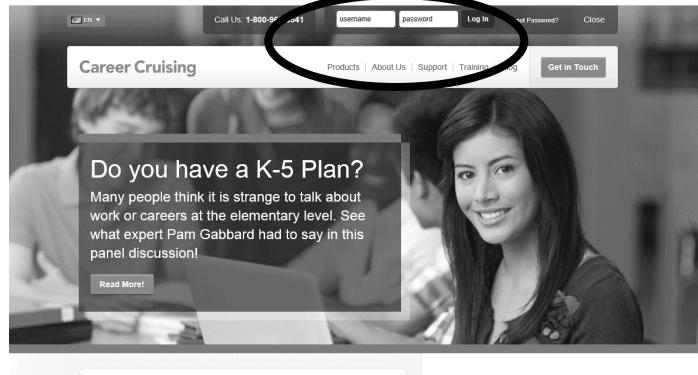 EN
Call Us: 1-800-96
41
username
password
Log In
Password?
Close
Career Cruising
Products | About Us | Support | Training
Get in Touch
Do you have a K-5 Plan?
Many people think it is strange to talk about
work or careers at the elementary level. See
what expert Pam Gabbard had to say in this
panel discussion!
Read More!